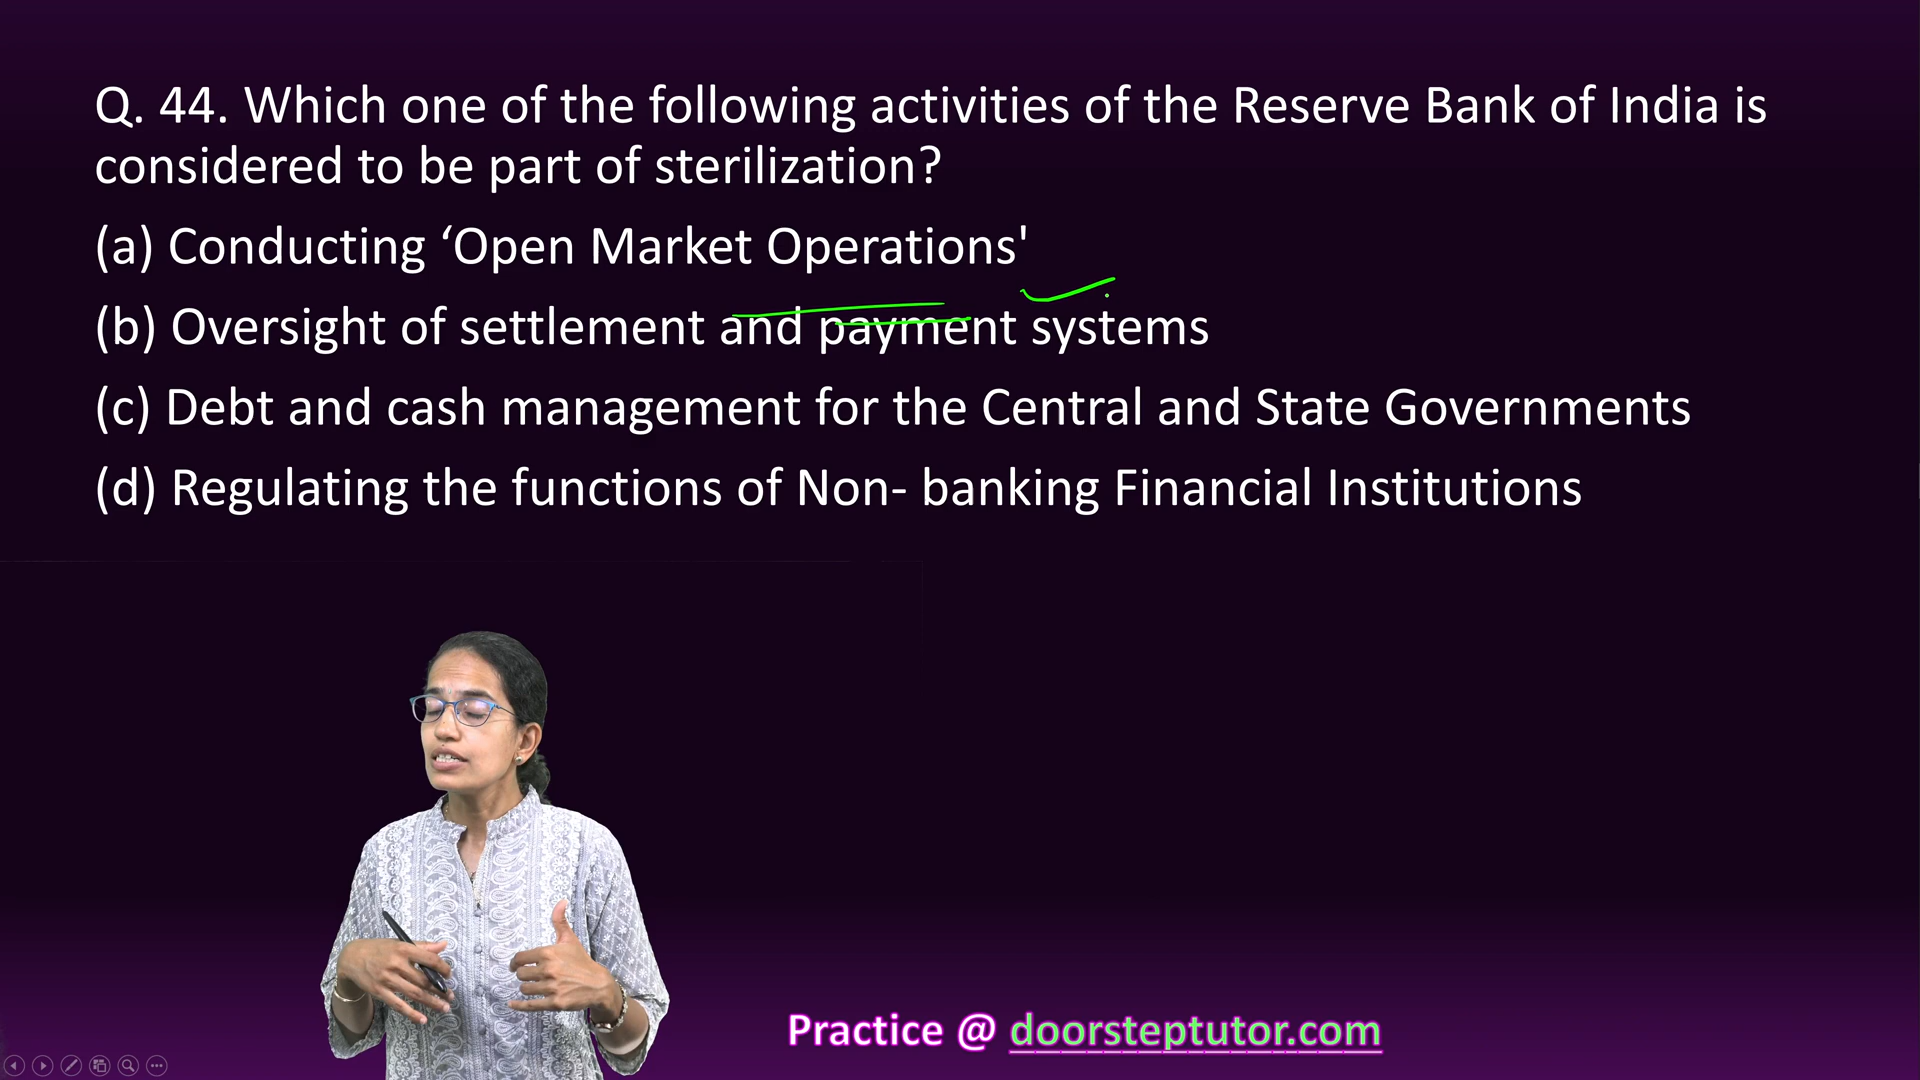 Q. 44. Which one of the following activities of the Reserve Bank of India is
considered to be part of sterilization?
(a) Conducting ‘Open Market Operations'
(b) Oversight of settlement and payment systems
(c) Debt and cash management for the Central and State Governments
(d) Regulating the functions of Non- banking Financial Institutions
Practice @ doorsteptutor.com